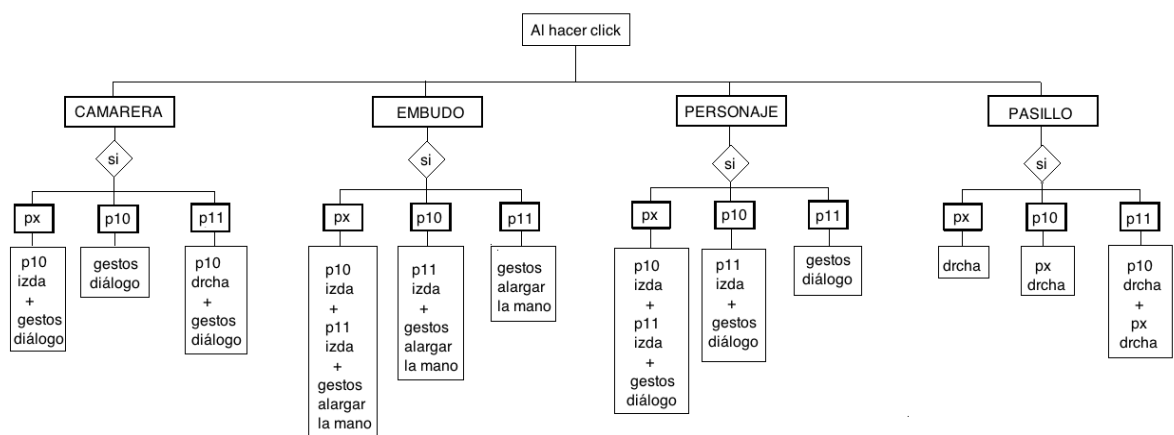 Al hacer click
CAMARERA
EMBUDO
PERSONAJE
PASILLO
si
si
si
si
px
p10
p11
px
p10
p11
px
p10
p11
px
p10
p11
p10
izda
+
gestos
diálogo
gestos
diálogo
p10
drcha
+
gestos
diálogo
p10
izda
+
p11
izda
+
gestos
alargar
la mano
p11
izda
+
gestos
alargar
la mano
gestos
alargar
la mano
p10
izda
+
p11
izda
+
gestos
diálogo
p11
izda
+
gestos
diálogo
gestos
diálogo
drcha
px
drcha
p10
drcha
+
px
drcha